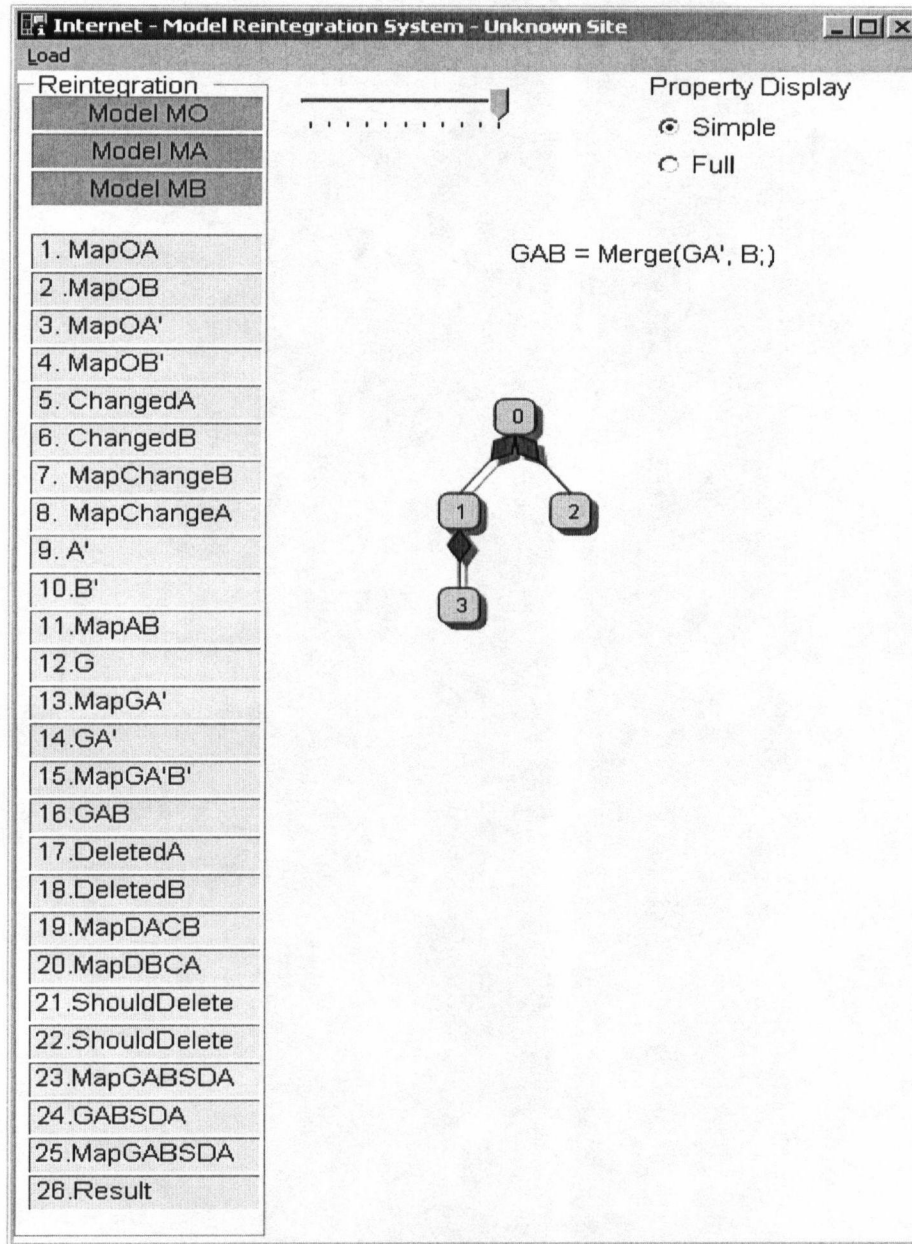 Internet - Model Reintegration System - Unknown Site
Load
Reintegration
Model MO
Model MA
Model MB
1. MapOA
2 .MapOB
3. MapOA'
4. MapOB'
5. ChangedA
6. ChangedB
7. MapChangeB
8. MapChangeA
9. A'
10.B'
11.MapAB
12.G
13.MapGA'
14.GA'
15.MapGA'B'
16.GAB
17.DeletedA
18.DeletedB
19.MapDACB
20.MapDBCA
21.ShouldDelete
22.ShouldDelete
23.MapGABSDA
24.GABSDA
25.MapGABSDA
26.Result
Property Display
Simple
Full
GAB = Merge(GA', B;)
0
1
2
3